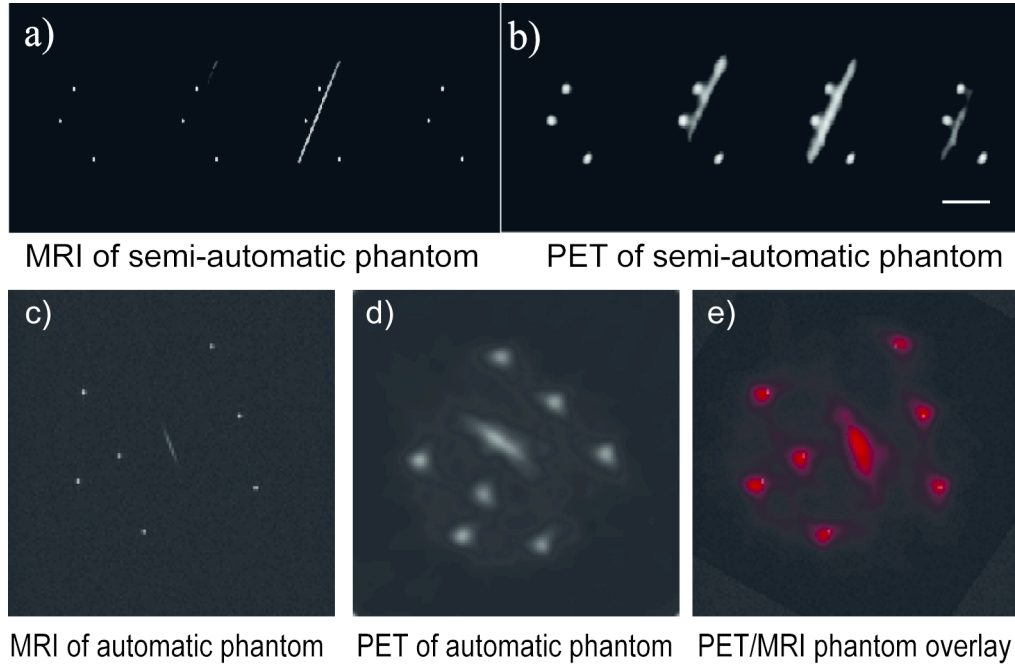 a)
b)
MRI of semi-automatic phantom
PET of semi-automatic phantom
c)
d)
e)
MRI of automatic phantom
PET of automatic phantom
PET/MRI phantom overlay